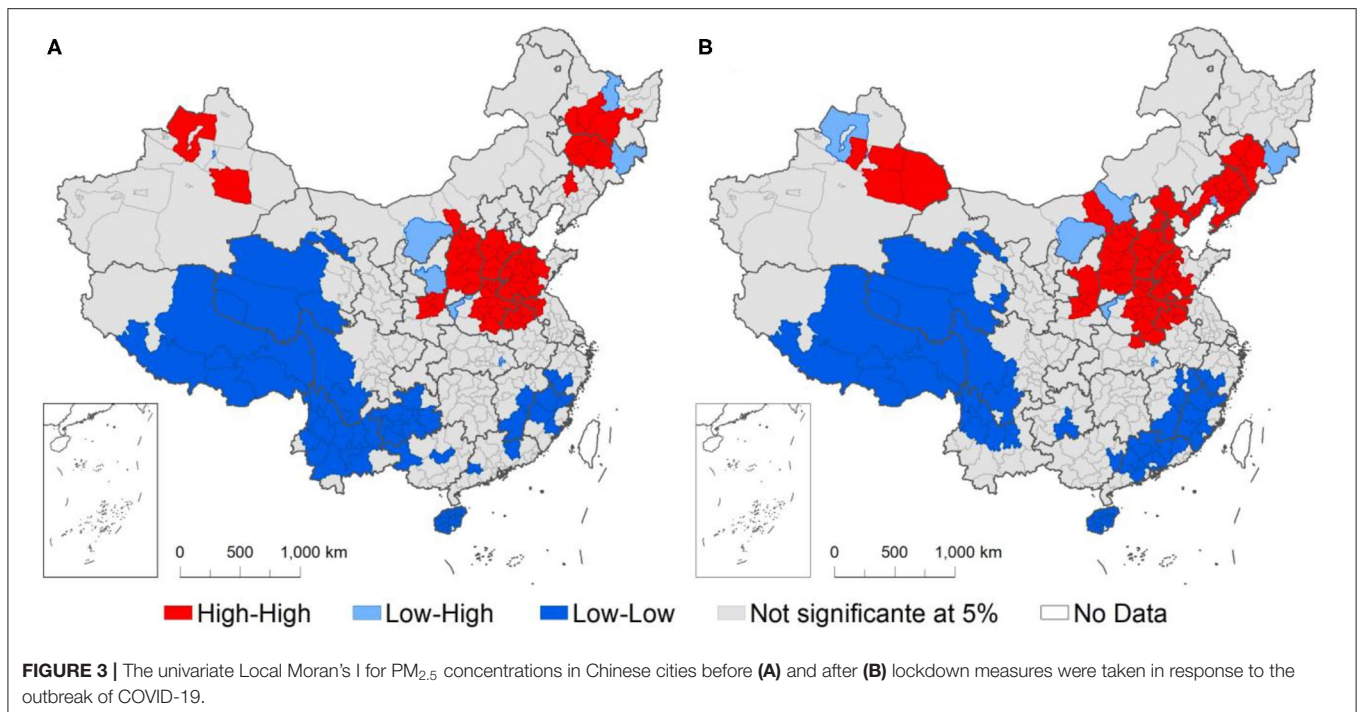 A
B
0 500 1,000 km
0 500 1,000 km
High-High Low-High Low-Low Not significante at 5% No Data
FIGURE 3 | The univariate Local Moran's I for PM2.5 concentrations in Chinese cities before (A) and after (B) lockdown measures were taken in response to the
outbreak of COVID-19.